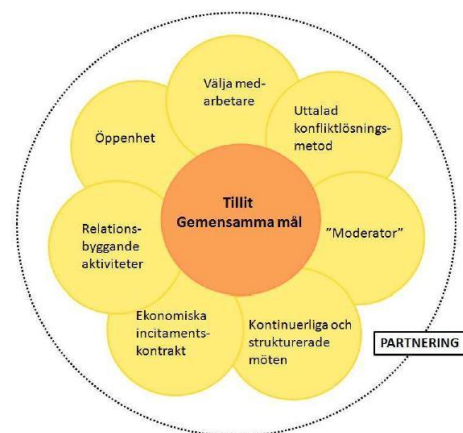 Välja med-
arbetare
Uttalad
konfliktlösnings-
metod
"Moderator"
Kontinuerliga och
strukturerade
möten
Ekonomiska
incitaments-
kontrakt
Relations-
byggande
aktiviteter
Öppenhet
Tillit
Gemensamma mål
PARTNERING